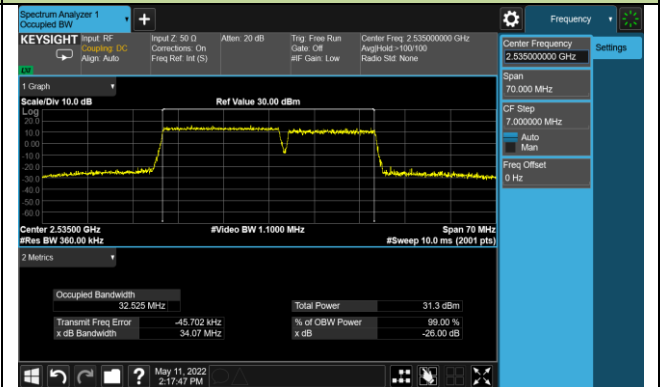 Spectrum Analyzer 1
Occupied BW
Frequency
KEYSIGHT
Input: RF
Coupling: DC
Align: Auto
Input Z: 50 Ω
Corrections: On
Freq Ref: Int (S)
Atten: 20 dB
Trig: Free Run
Gate: Off
#IF Gain: Low
Center Freq: 2.535000000 GHz
Avg|Hold:>100/100
Radio Std: None
Center Frequency
2.535000000 GHz
Settings
Span
70.000 MHz
CF Step
7.000000 MHz
Auto
Man
Freq Offset
0 Hz
1 Graph
Scale/Div 10.0 dB
Ref Value 30.00 dBm
Log
20.0
10.0
0.00
-10.0
-20.0
-30.0
-40.0
-50.0
-60.0
Center 2.53500 GHz
#Video BW 1.1000 MHz
Span 70 MHz
#Res BW 360.00 kHz
#Sweep 10.0 ms (2001 pts)
2 Metrics
Occupied Bandwidth
32.525 MHz
Total Power
31.3 dBm
Transmit Freq Error
-45.702 kHz
% of OBW Power
99.00 %
x dB Bandwidth
34.07 MHz
x dB
-26.00 dB
May 11, 2022
2:17:47 PM